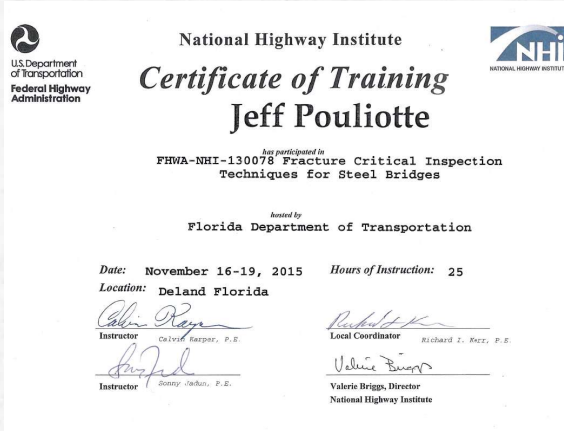 U.S. Department
of Transportation
Federal Highway
Administration
National Highway Institute
NHi
NATIONAL HIGHWAY INSTITUTE
Certificate of Training
Jeff Pouliotte
has participated in
FHWA-NHI-130078 Fracture Critical Inspection
Techniques for Steel Bridges
hosted by
Florida Department of Transportation
Date: November 16-19, 2015
Hours of Instruction: 25
Location: Deland Florida
Instructor Calvin Karper, P.E.
Local Coordinator Richard I. Kerr, P.E
Instructor Sonny Jadun, P.E.
Valerie Briggs
Valerie Briggs, Director
National Highway Institute